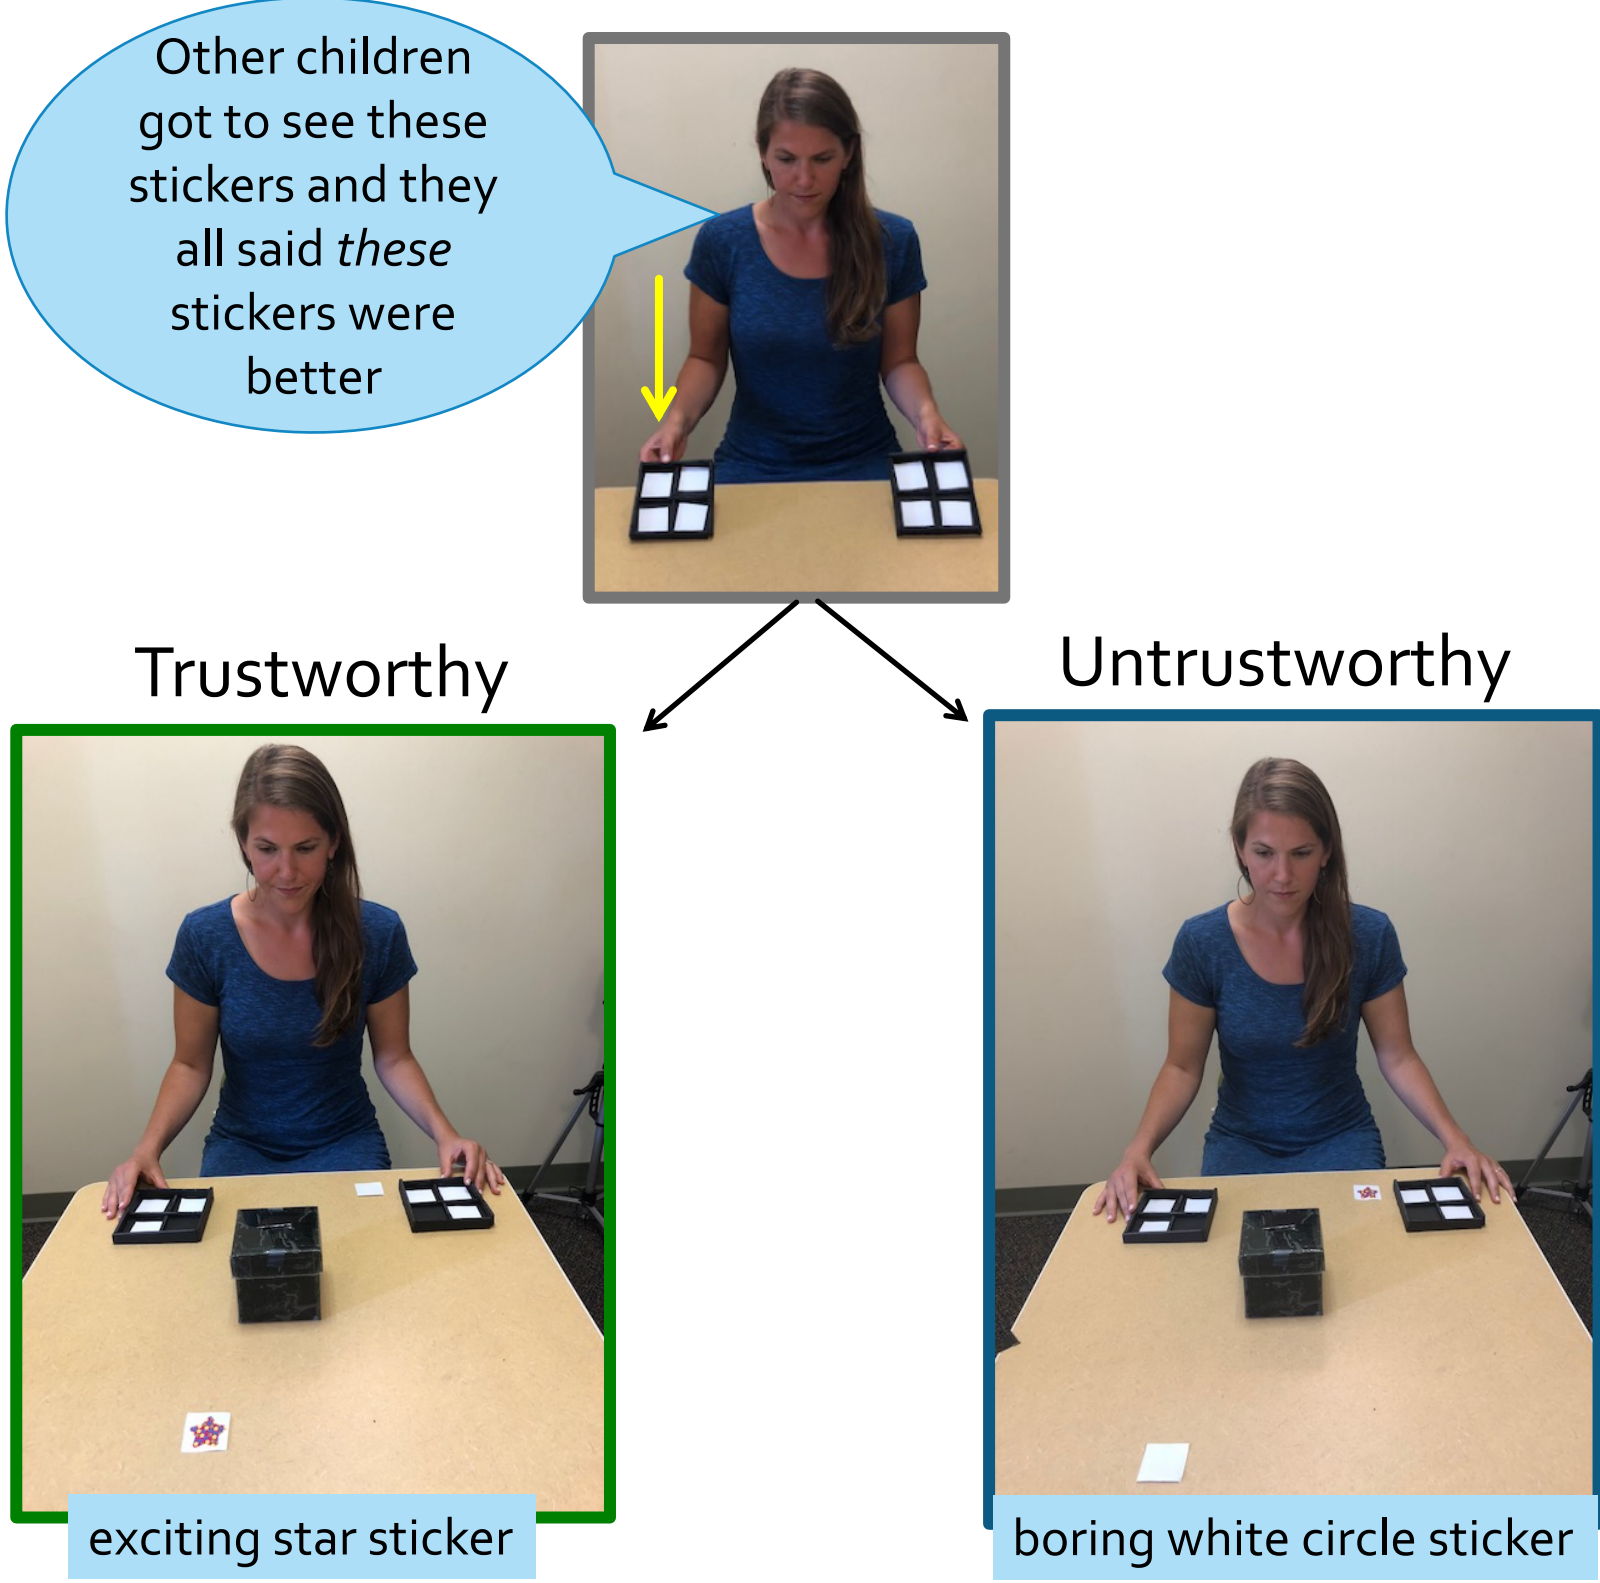 Other children
got to see these
stickers and they
all said these
stickers were
better
Trustworthy
Untrustworthy
exciting star sticker
boring white circle sticker